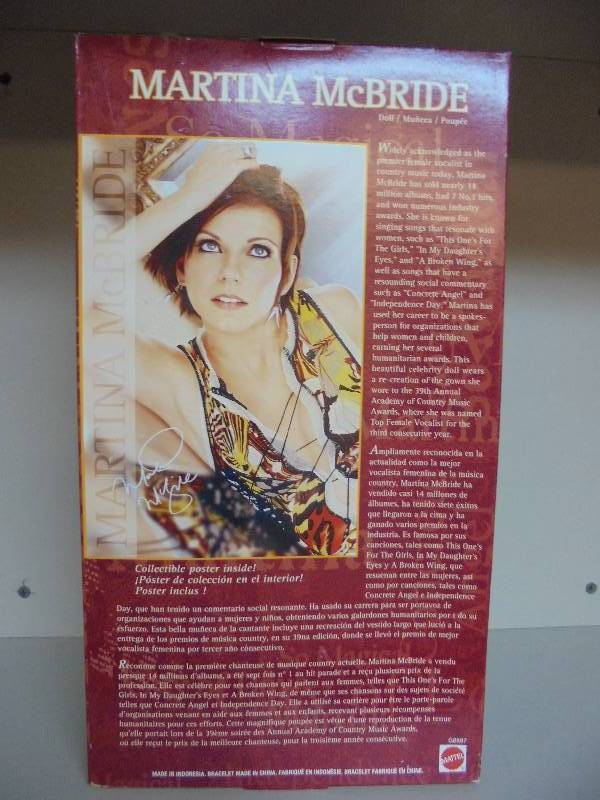 MARTINA McBRIDE
Doll / Muñeca / Poupée
MARTINA McBRIDE
Widely acknowledged as the
premier female vocalist in
country music today, Martina
McBride has sold nearly 14
million albums, had 7 No.1 hits,
and won numerous industry
awards. She is known for
singing songs that resonate with
women, such as "This One's For
The Girls," "In My Daughter's
Eyes," and "A Broken Wing," as
well as songs that have a
resounding social commentary
such as "Concrete Angel" and
"Independence Day." Martina has
used her career to be a spokes-
person for organizations that
help women and children,
earning her several
humanitarian awards. This
beautiful celebrity doll wears
a re-creation of the gown she
wore to the 39th Annual
Academy of Country Music
Awards, where she was named
Top Female Vocalist for the
third consecutive year.
Ampliamente reconocida en la
actualidad como la mejor
vocalista femenina de la música
country, Martina McBride ha
vendido casi 14 millones de
álbumes, ha tenido siete éxitos
que llegaron a la cima y ha
ganado varios premios en la
industria. Es famosa por sus
canciones, tales como This One's
For The Girls, In My Daughter's
Eyes y A Broken Wing, que
resuenan entre las mujeres, así
como por canciones, tales como
Concrete Angel e Independence
Day, que han tenido un comentario social resonante. Ha usado su carrera para ser portavoz de
organizaciones que ayudan a mujeres y niños, obteniendo varios galardones humanitarios por su
esfuerzo. Esta bella muñeca de la cantante incluye una recreación del vestido largo que lució a la
entrega de los premios de música country, en su 39na edición, donde se llevó el premio de mejor
vocalista femenina por tercer año consecutivo.
Collectible poster inside!
¡Póster de colección en el interior!
Poster inclus !
Reconnue comme la première chanteuse de musique country actuelle, Martina McBride a vendu
presque 14 millions d'albums, a été sept fois n° 1 au hit parade et a reçu plusieurs prix de la
profession. Elle est célèbre pour ses chansons qui parlent aux femmes, telles que This One's For The
Girls, In My Daughter's Eyes et A Broken Wing, de même que ses chansons sur des sujets de société
telles que Concrete Angel et Independence Day. Elle a utilisé sa carrière pour être le porte-parole
d'organisations venant en aide aux femmes et aux enfants, recevant plusieurs récompenses
humanitaires pour ces efforts. Cette magnifique poupée est vêtue d'une reproduction de la tenue
qu'elle portait lors de la 39ème soirée des Annual Academy of Country Music Awards,
où elle reçut le prix de la meilleure chanteuse, pour la troisième année consécutive.
G8887
MATTEL
MADE IN INDONESIA. BRACELET MADE IN CHINA. FABRIQUÉ EN INDONÉSIE. BRACELET FABRIQUÉ EN CHINE.